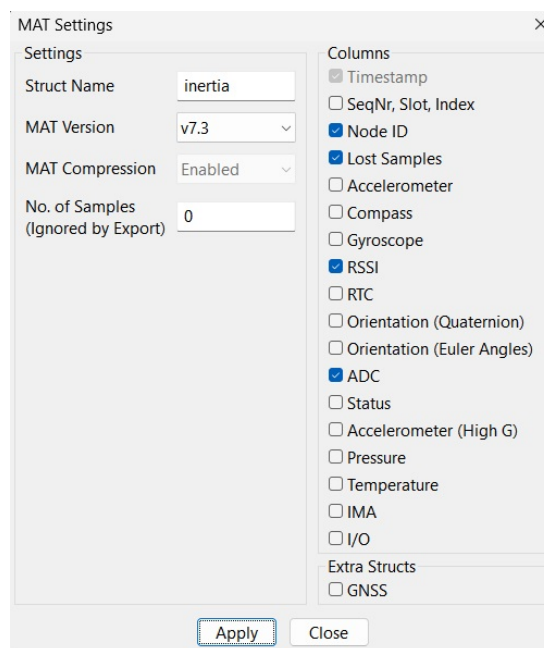 MAT Settings
Settings
Struct Name inertia
MAT Version v7.3
MAT Compression Enabled
No. of Samples
(Ignored by Export) 0
Columns
Timestamp
SeqNr, Slot, Index
Node ID
Lost Samples
Accelerometer
Compass
Gyroscope
RSSI
RTC
Orientation (Quaternion)
Orientation (Euler Angles)
ADC
Status
Accelerometer (High G)
Pressure
Temperature
IMA
I/O
Extra Structs
GNSS
Apply Close